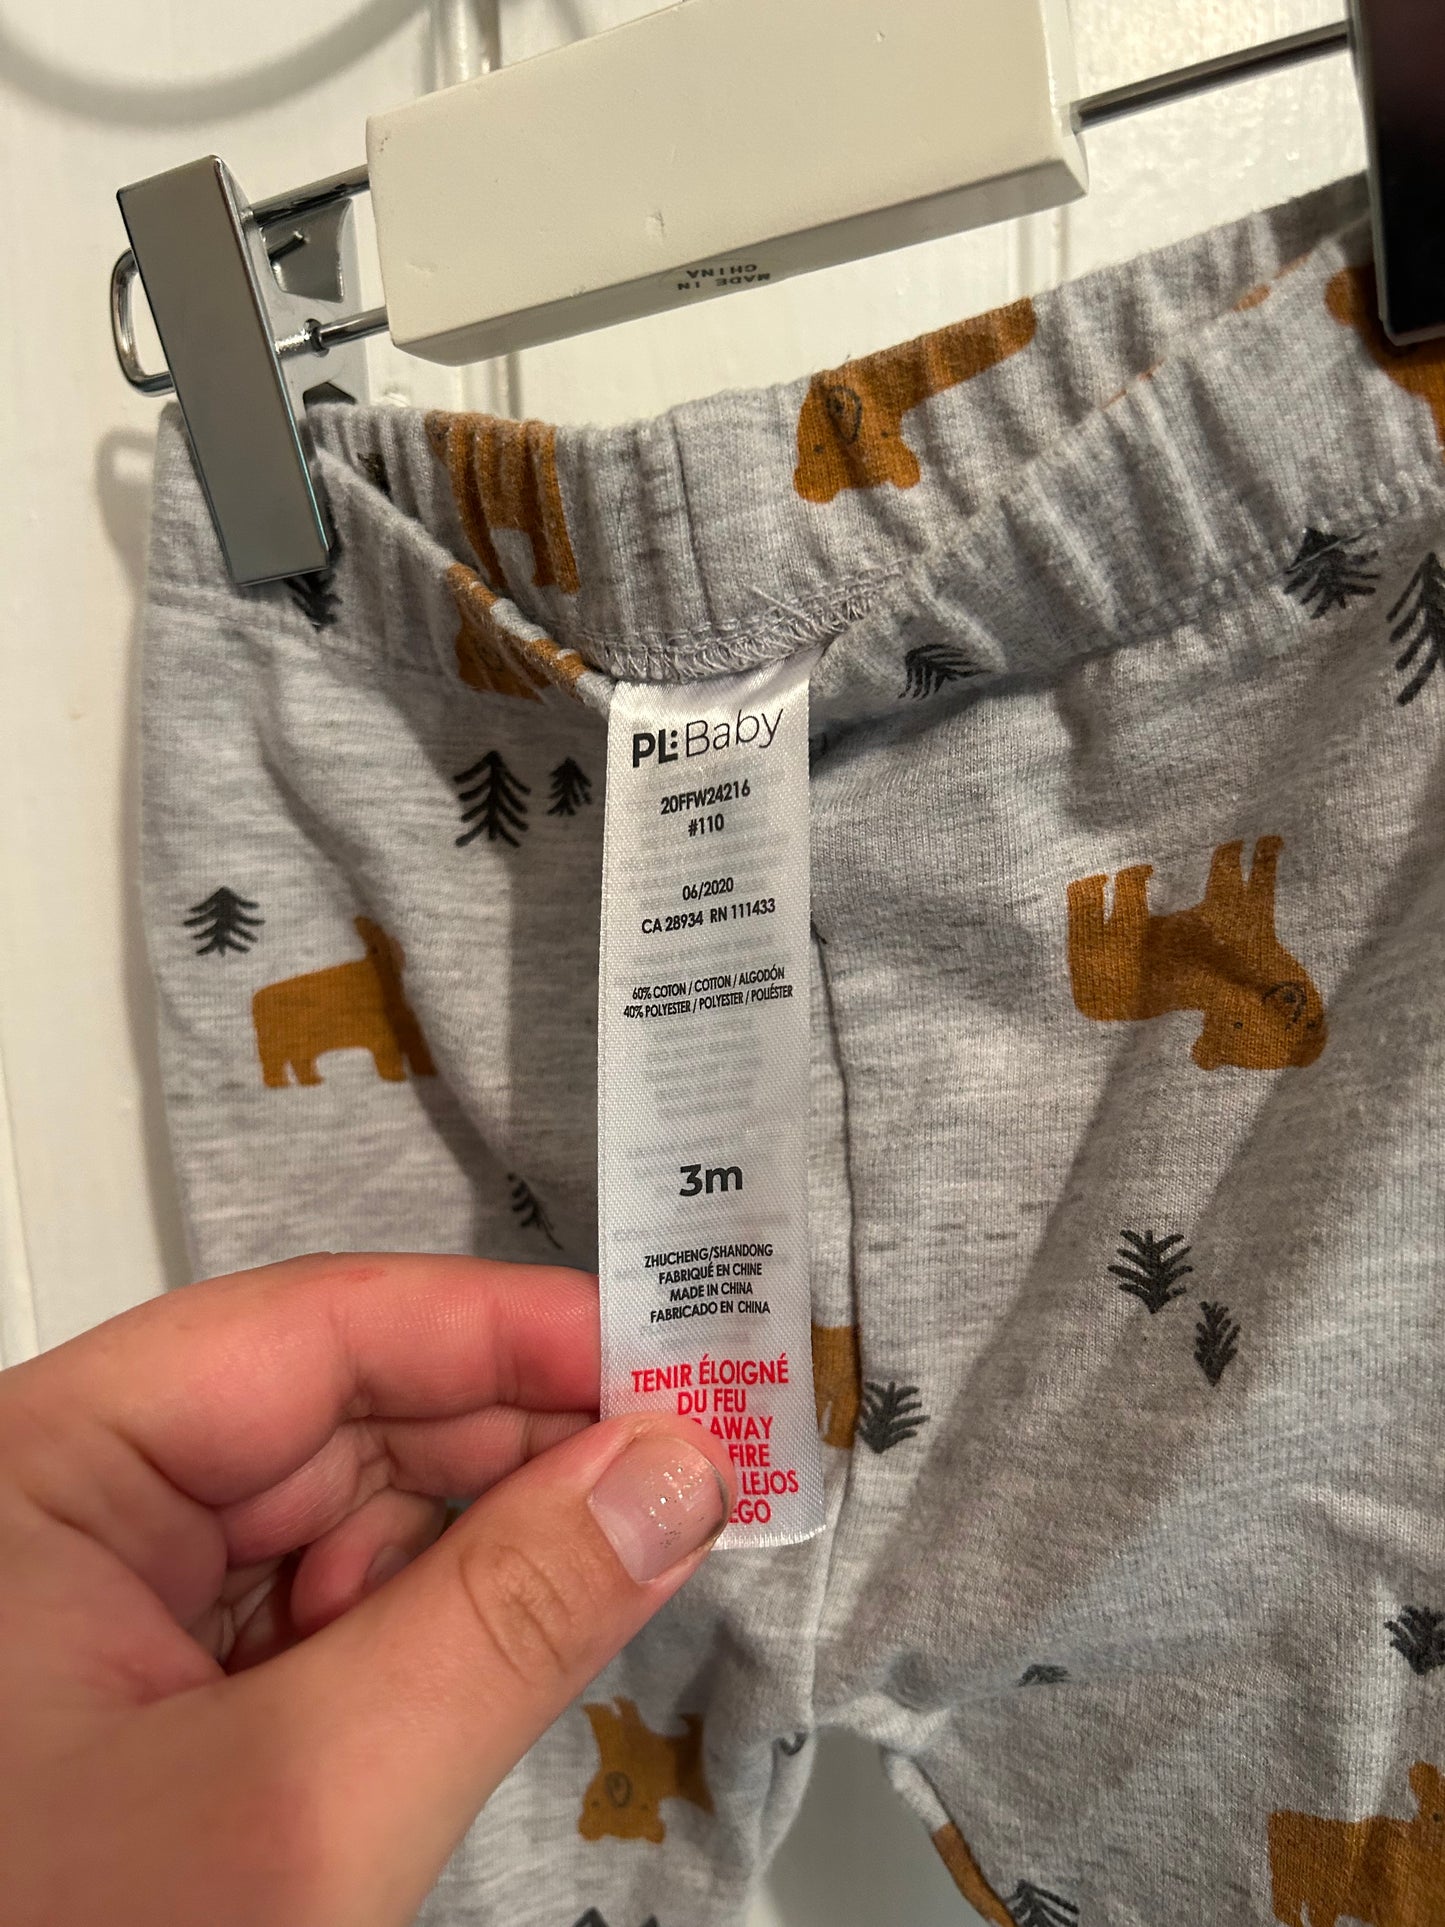 MADE IN
CHINA
PL:Baby
20FFW24216
#110
06/2020
CA 28934 RN 111433
60% COTON / COTTON / ALGODÓN
40% POLYESTER / POLYESTER / POLIÉSTER
3m
ZHUCHENG/SHANDONG
FABRIQUÉ EN CHINE
MADE IN CHINA
FABRICADO EN CHINA
TENIR ÉLOIGNÉ
DU FEU
AWAY
FIRE
LEJOS